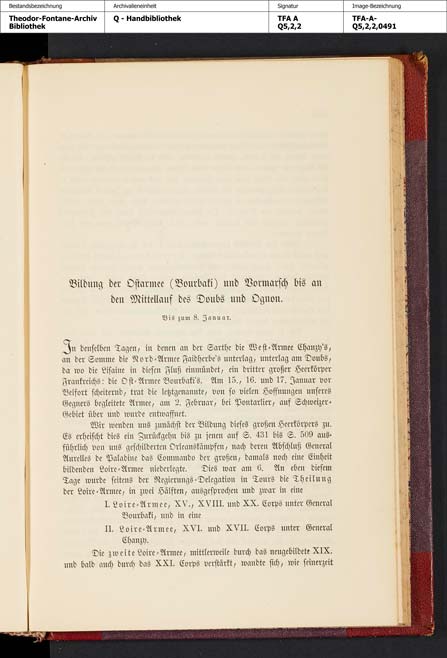 Bestandsbezeichnung
Archivalieneinheit
Signatur
Image-Bezeichnung
Theodor-Fontane-Archiv
Bibliothek
Q - Handbibliothek
TFA A
Q5,2,2
TFA-A-
Q5,2,2,0491
Bildung der Ostarmee (Bourbaki) und Vormarsch bis an
den Mittellauf des Doubs und Ognon.
Bis zum 8. Januar.
In denselben Tagen, in denen an der Sarthe die West-Armee Chanzy's,
an der Somme die Nord-Armee Faidherbe's unterlag, unterlag am Doubs,
da wo die Lisaine in diesen Fluß einmündet, ein dritter großer Heerkörper
Frankreichs: die Ost-Armee Bourbaki's. Am 15., 16. und 17. Januar vor
Belfort scheiternd, trat die letztgenannte, von so vielen Hoffnungen unseres
Gegners begleitete Armee, am 2. Februar, bei Pontarlier, auf Schweizer-
Gebiet über und wurde entwaffnet.
Wir wenden uns zunächst der Bildung dieses großen Heerkörpers zu.
Es erheischt dies ein Zurückgehn bis zu jenen auf S. 431 bis S. 509 aus-
führlich von uns geschilderten Orleanskämpfen, nach deren Abschluß General
Aurelles de Paladine das Commando der großen, damals noch eine Einheit
bildenden Loire-Armee niederlegte. Dies war am 6. An eben diesem
Tage wurde seitens der Regierungs-Delegation in Tours die Theilung
der Loire-Armee, in zwei Hälften, ausgesprochen und zwar in eine
I. Loire-Armee, XV., XVIII. und XX. Corps unter General
Bourbaki, und in eine
II. Loire-Armee, XVI. und XVII. Corps unter General
Chanzy.
Die zweite Loire-Armee, mittlerweile durch das neugebildete XIX.
und bald auch durch das XXI. Corps verstärkt, wandte sich, wie seinerzeit